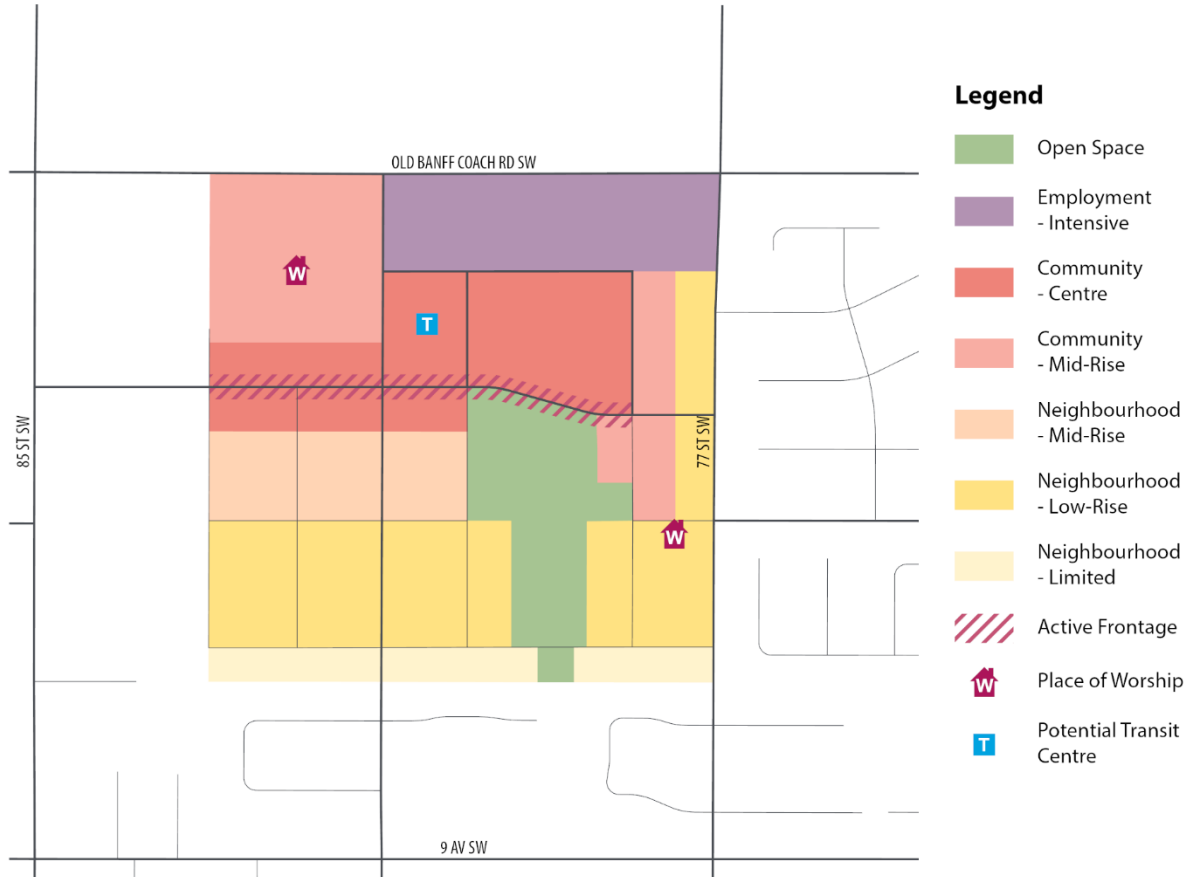 OLD BANFF COACH RD SW
W
T
85 ST SW
77 ST SW
W
9 AV SW
Legend
Open Space
Employment
- Intensive
Community
- Centre
Community
- Mid-Rise
Neighbourhood
- Mid-Rise
Neighbourhood
- Low-Rise
Neighbourhood
- Limited
Active Frontage
W
Place of Worship
T
Potential Transit
Centre